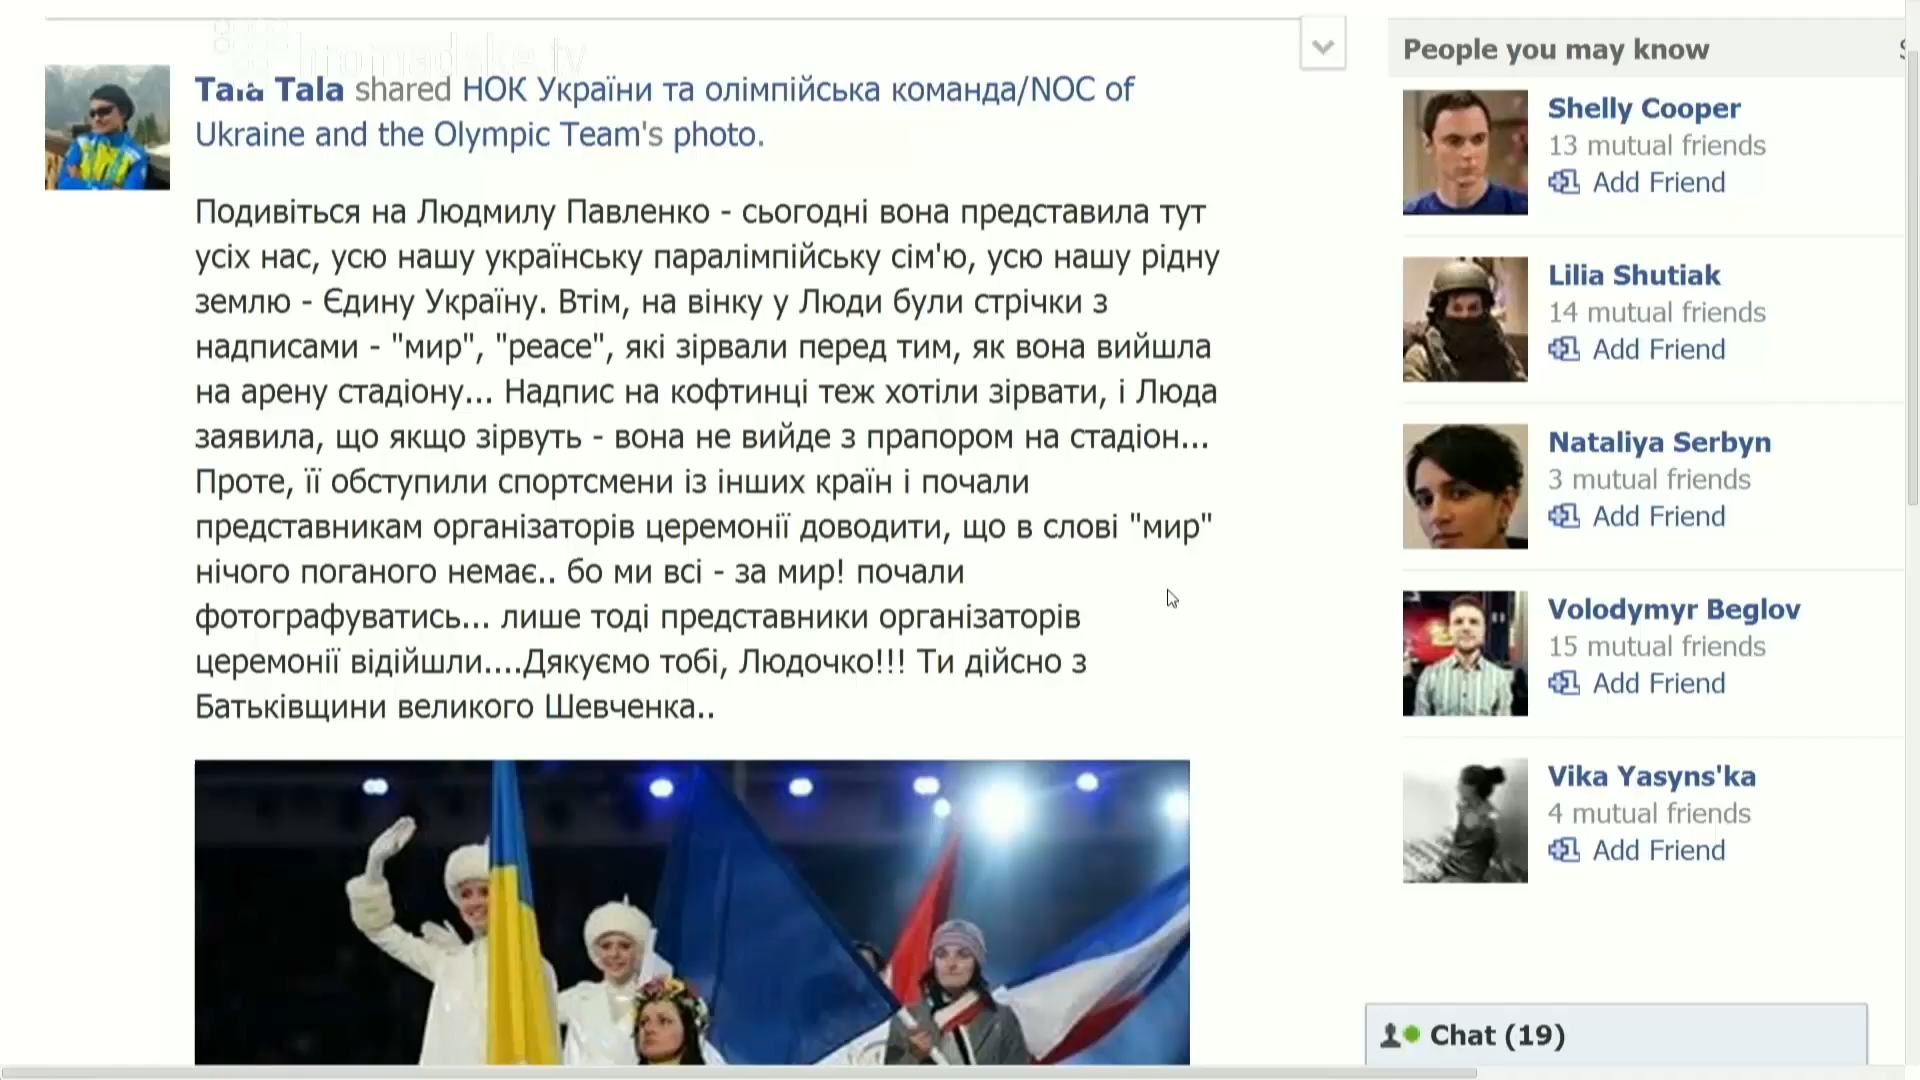 hromadske.tv
Tala Tala shared НОК України та олімпійська команда/NOC of
Ukraine and the Olympic Team's photo.
Подивіться на Людмилу Павленко - сьогодні вона представила тут
усіх нас, усю нашу українську паралімпійську сім'ю, усю нашу рідну
землю - Єдину Україну. Втім, на вінку у Люди були стрічки з
надписами - "мир", "peace", які зірвали перед тим, як вона вийшла
на арену стадіону... Надпис на кофтинці теж хотіли зірвати, і Люда
заявила, що якщо зірвуть - вона не вийде з прапором на стадіон...
Проте, її обступили спортсмени із інших країн і почали
представникам організаторів церемонії доводити, що в слові "мир"
нічого поганого немає.. бо ми всі - за мир! почали
фотографуватись... лише тоді представники організаторів
церемонії відійшли....Дякуємо тобі, Людочко!!! Ти дійсно з
Батьківщини великого Шевченка..
People you may know
Shelly Cooper
13 mutual friends
Add Friend
Lilia Shutiak
14 mutual friends
Add Friend
Nataliya Serbyn
3 mutual friends
Add Friend
Volodymyr Beglov
15 mutual friends
Add Friend
Vika Yasyns'ka
4 mutual friends
Add Friend
Chat (19)